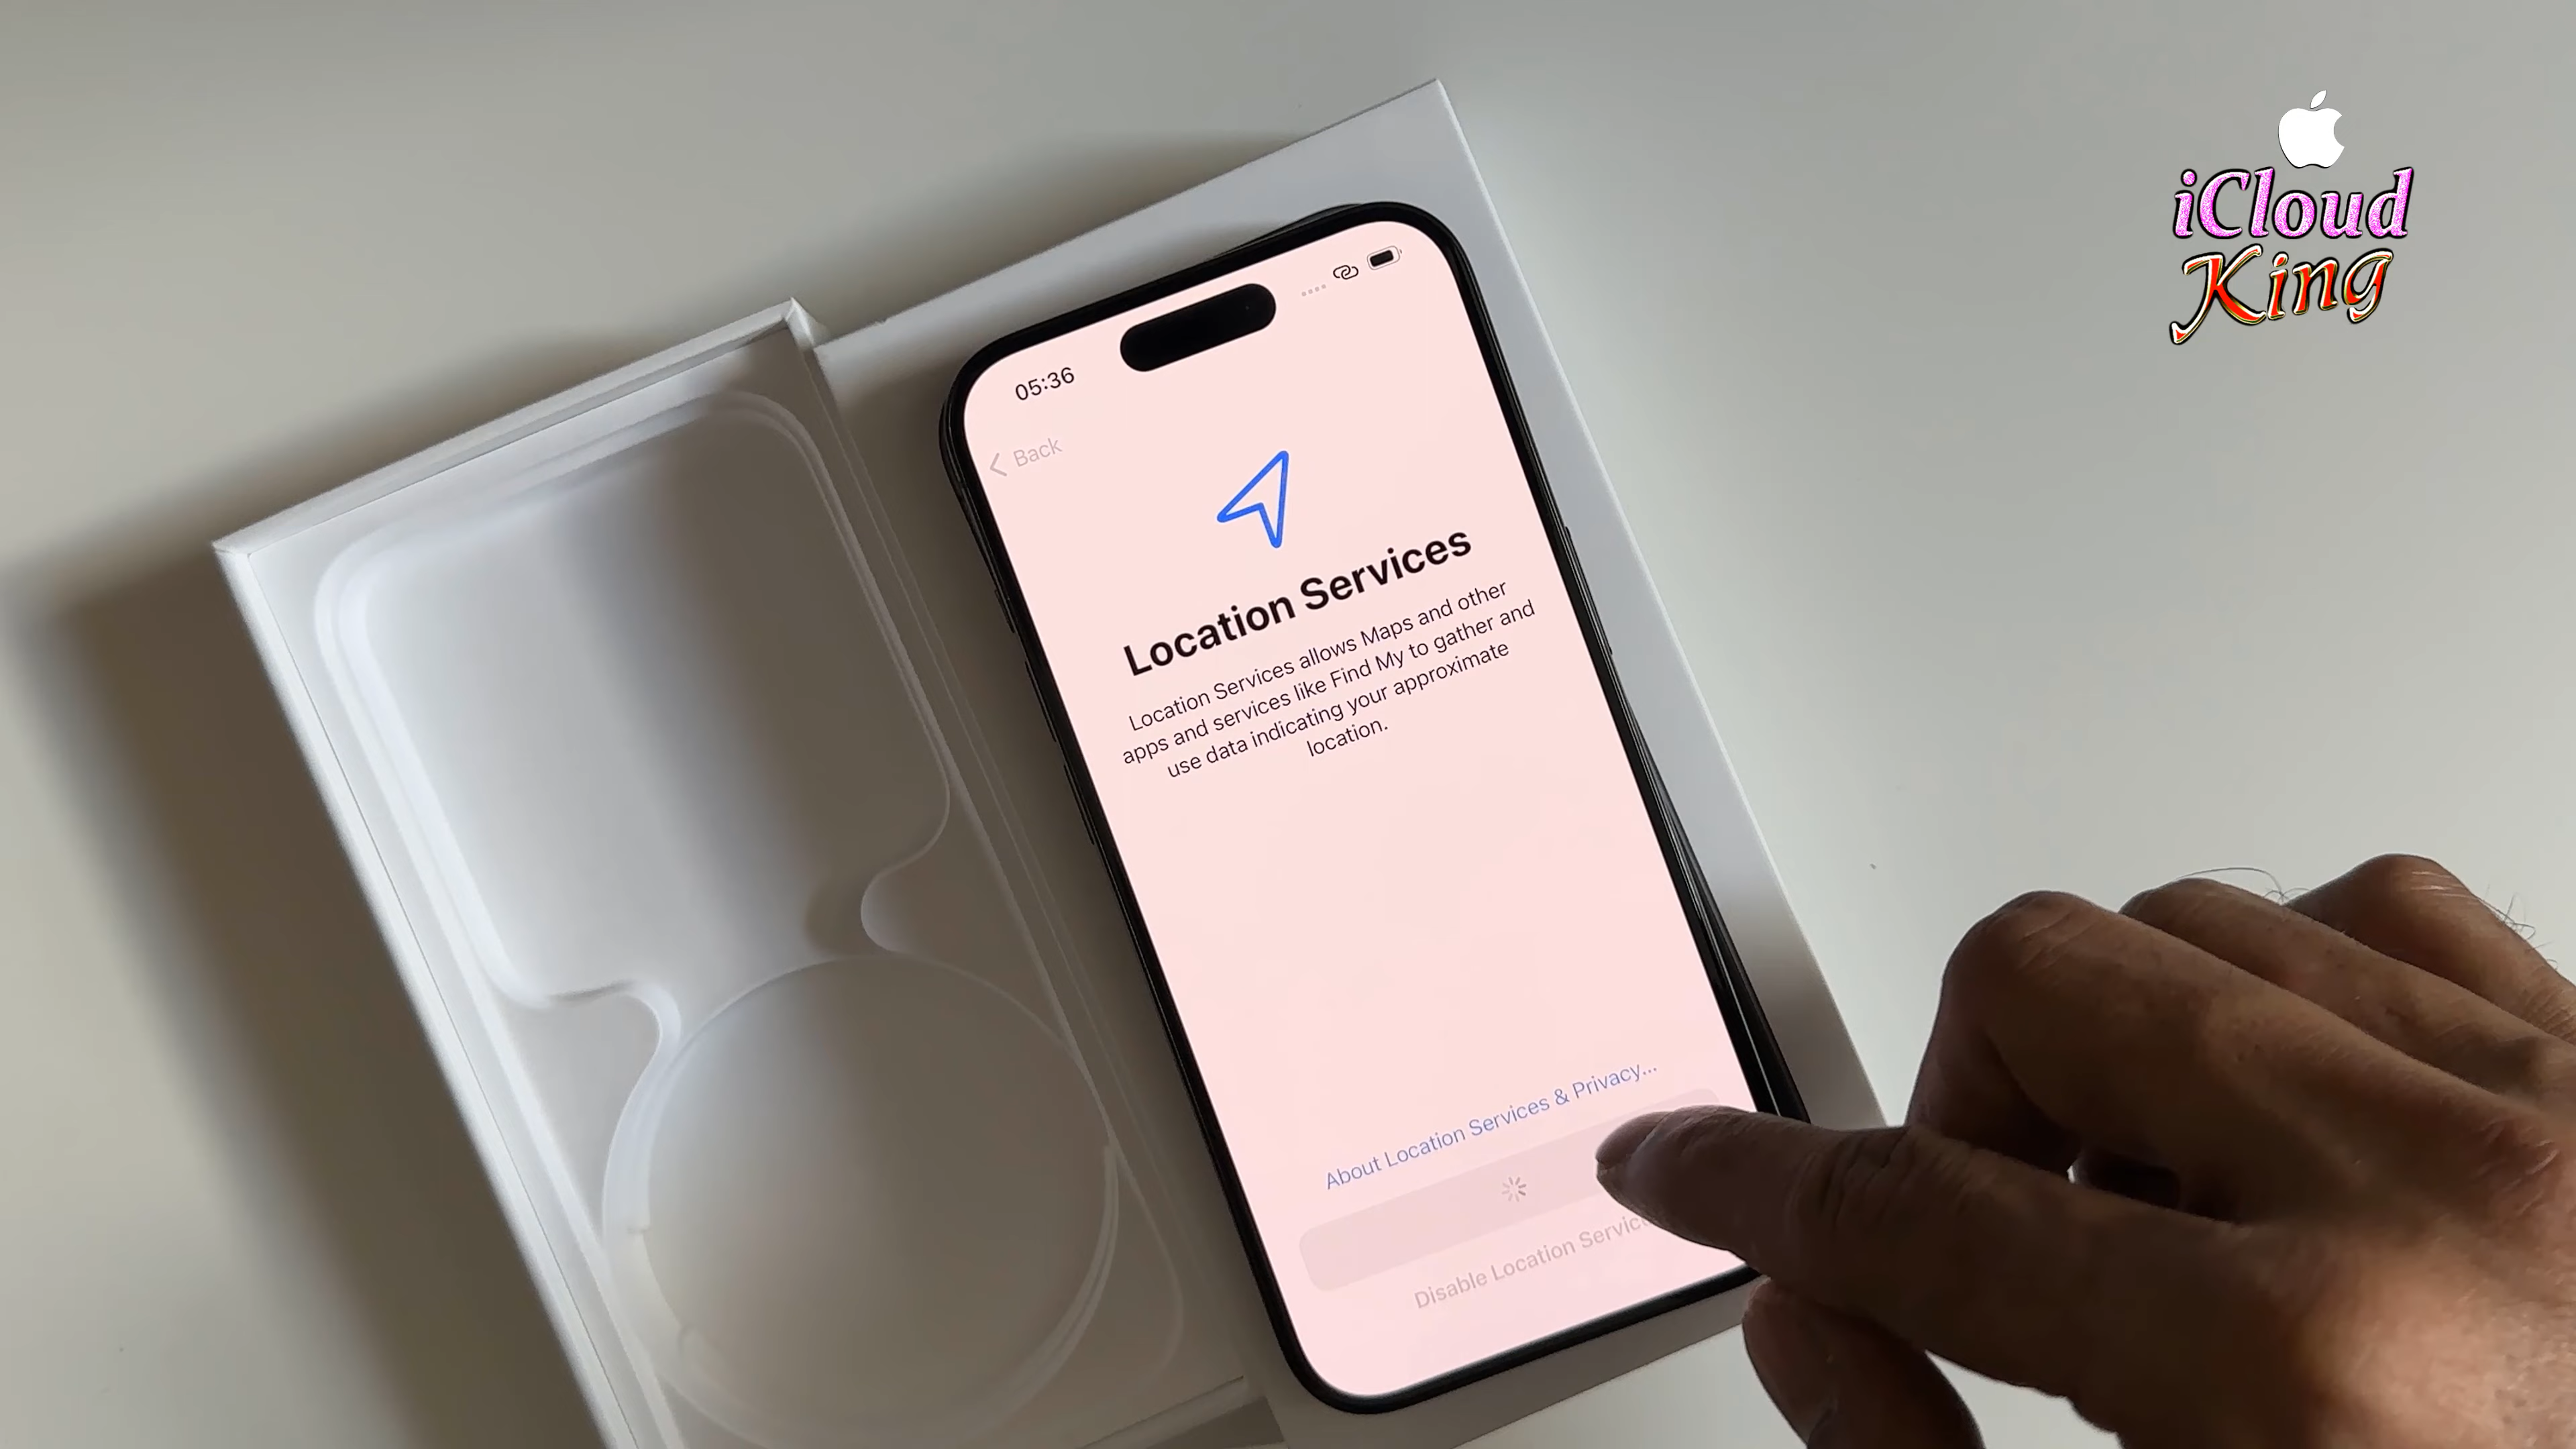 iCloud
King
05:36
Back
Location Services
Location Services allows Maps and other
apps and services like Find My to gather and
use data indicating your approximate
location.
About Location Services & Privacy...
Disable Location